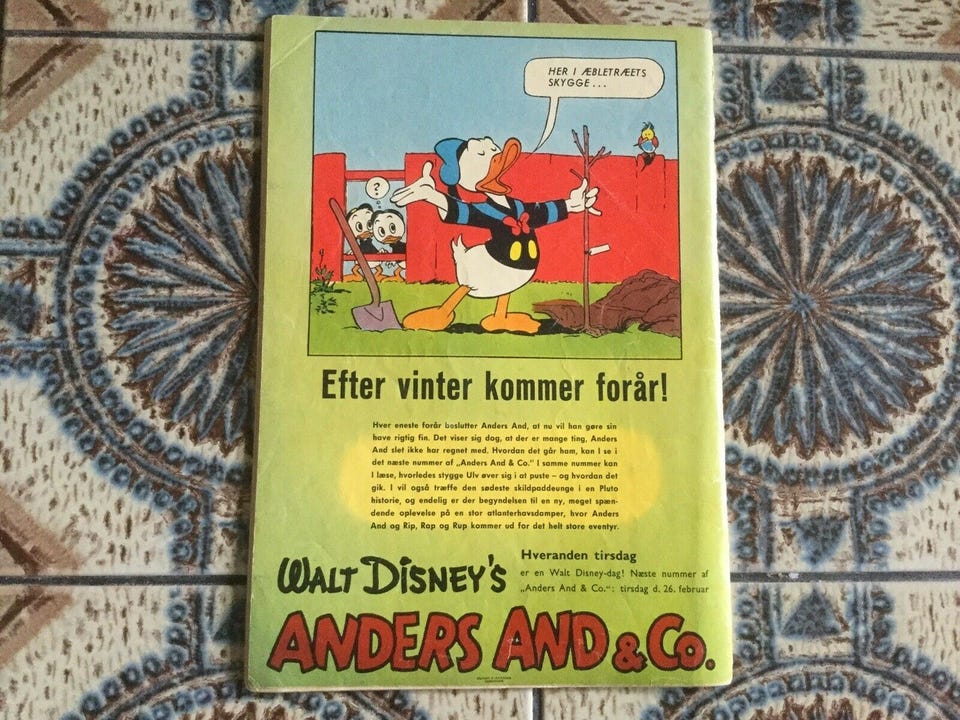 HER I ÆBLETRÆETS
SKYGGE...
?
Efter vinter kommer forår!
Hver eneste forår beslutter Anders And, at nu vil han gøre sin
have rigtig fin. Det viser sig dog, at der er mange ting, Anders
And slet ikke har regnet med. Hvordan det går ham, kan I se i
det næste nummer af „Anders And & Co.“ I samme nummer kan
I læse, hvorledes stygge Ulv øver sig i at puste – og hvordan det
gik. I vil også træffe den sødeste skildpaddeunge i en Pluto
historie, og endelig er der begyndelsen til en ny, meget spæn-
dende oplevelse på en stor atlanterhavsdamper, hvor Anders
And og Rip, Rap og Rup kommer ud for det helt store eventyr.
WALT DISNEY'S
Hveranden tirsdag
er en Walt Disney-dag! Næste nummer af
„Anders And & Co.“: tirsdag d. 26. februar
ANDERS AND & Co.